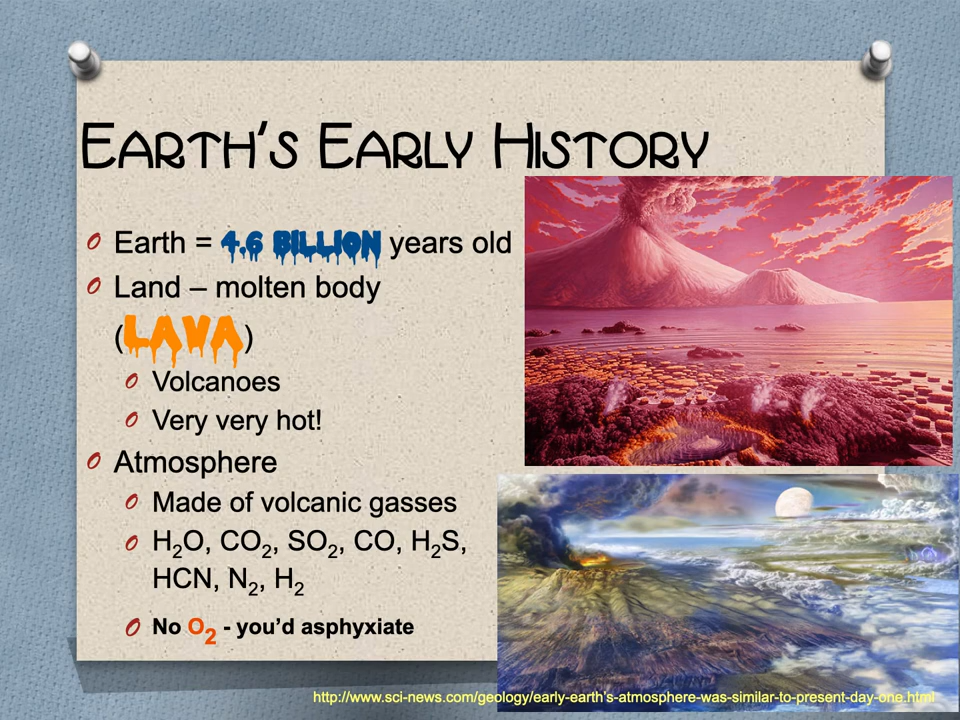 Earth's Early History
Earth = 4.6 BILLION years old
Land – molten body
(LAVA)
Volcanoes
Very very hot!
Atmosphere
Made of volcanic gasses
H₂O, CO₂, SO₂, CO, H₂S,
HCN, N₂, H₂
No O₂ - you'd asphyxiate
http://www.sci-news.com/geology/early-earth's-atmosphere-was-similar-to-present-day-one.html